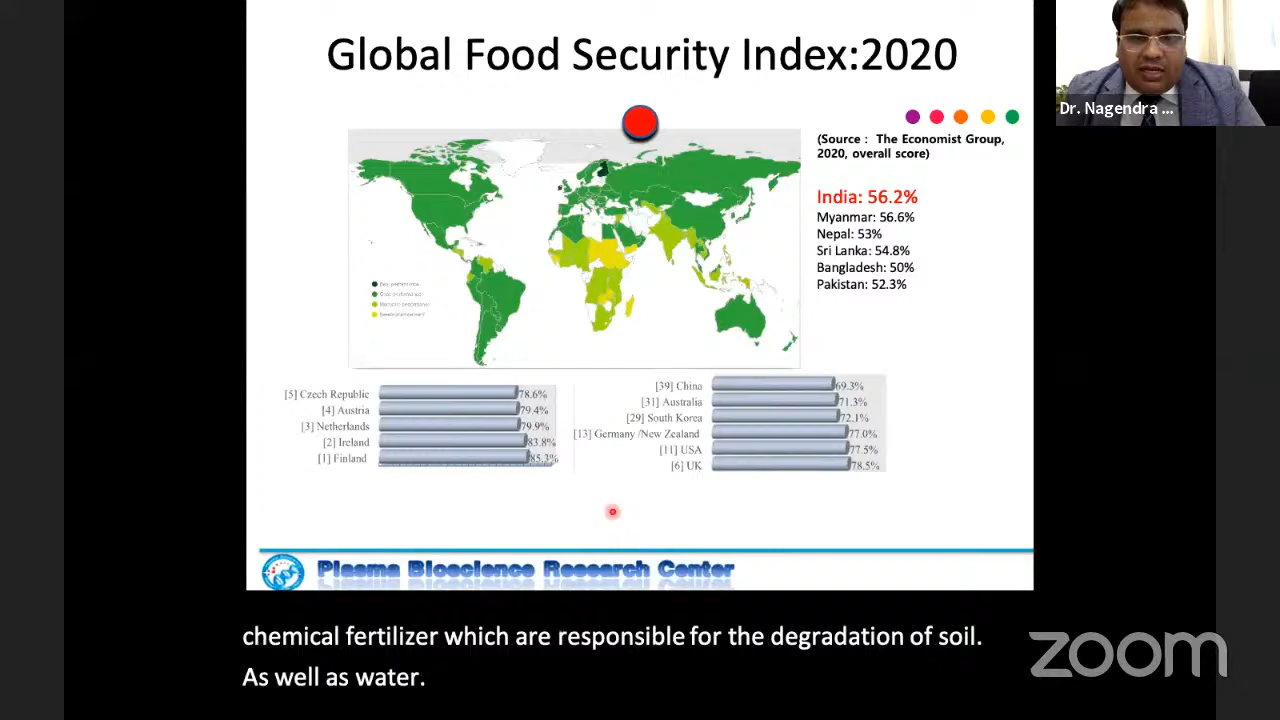 Global Food Security Index:2020
Dr. Nagendra ...
(Source : The Economist Group,
2020, overall score)
India: 56.2%
Myanmar: 56.6%
Nepal: 53%
Sri Lanka: 54.8%
Bangladesh: 50%
Pakistan: 52.3%
[5] Czech Republic 78.6%
[4] Austria 79.4%
[3] Netherlands 79.9%
[2] Ireland 83.8%
[1] Finland 85.3%
[39] China 69.3%
[31] Australia 71.3%
[29] South Korea 72.1%
[13] Germany /New Zealand 77.0%
[11] USA 77.5%
[6] UK 78.5%
Plasma Bioscience Research Center
chemical fertilizer which are responsible for the degradation of soil.
As well as water.
zoom